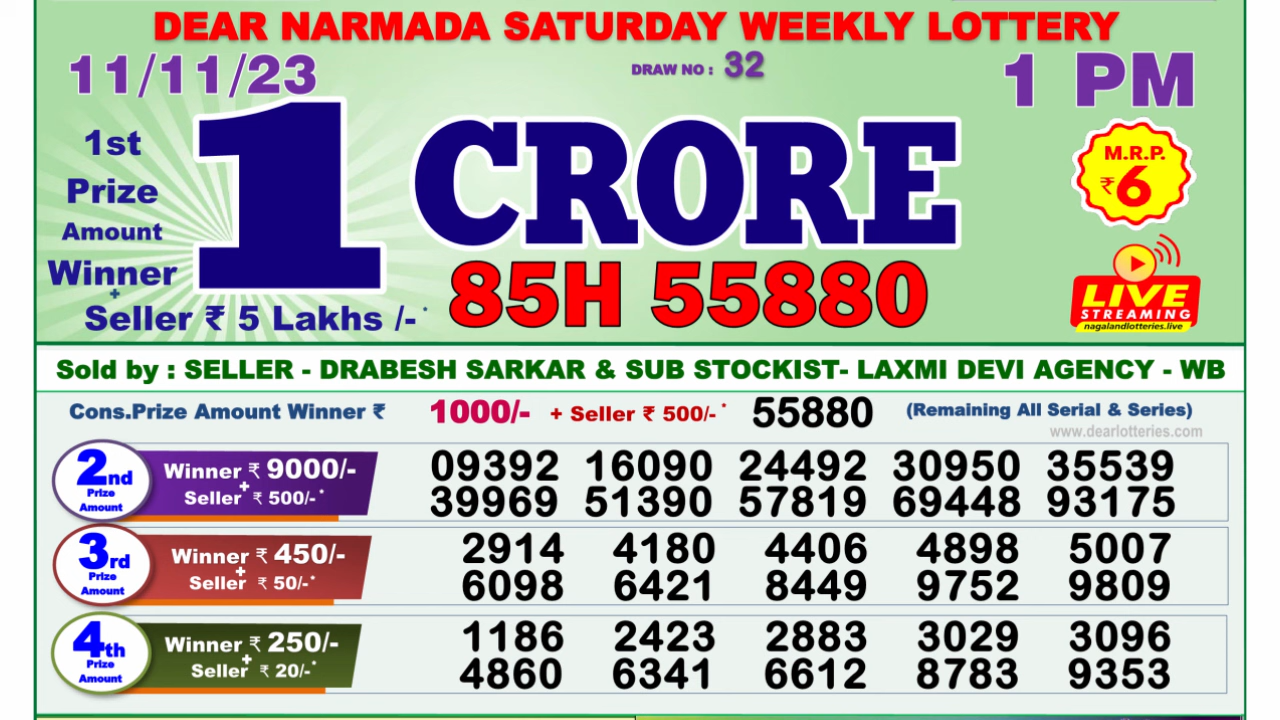 DEAR NARMADA SATURDAY WEEKLY LOTTERY
11/11/23
DRAW NO : 32
1 PM
1st
Prize
Amount
Winner
+
Seller ₹ 5 Lakhs /-*
1 CRORE
85H 55880
M.R.P.
₹6
LIVE
STREAMING
nagalandlotteries.live
Sold by : SELLER - DRABESH SARKAR & SUB STOCKIST- LAXMI DEVI AGENCY - WB
Cons.Prize Amount Winner ₹ 1000/- + Seller ₹ 500/-* 55880 (Remaining All Serial & Series)
www.dearlotteries.com
2nd
Prize
Amount
Winner ₹ 9000/-
+
Seller ₹ 500/-*
09392 16090 24492 30950 35539
39969 51390 57819 69448 93175
3rd
Prize
Amount
Winner ₹ 450/-
+
Seller ₹ 50/-*
2914 4180 4406 4898 5007
6098 6421 8449 9752 9809
4th
Prize
Amount
Winner ₹ 250/-
+
Seller ₹ 20/-*
1186 2423 2883 3029 3096
4860 6341 6612 8783 9353